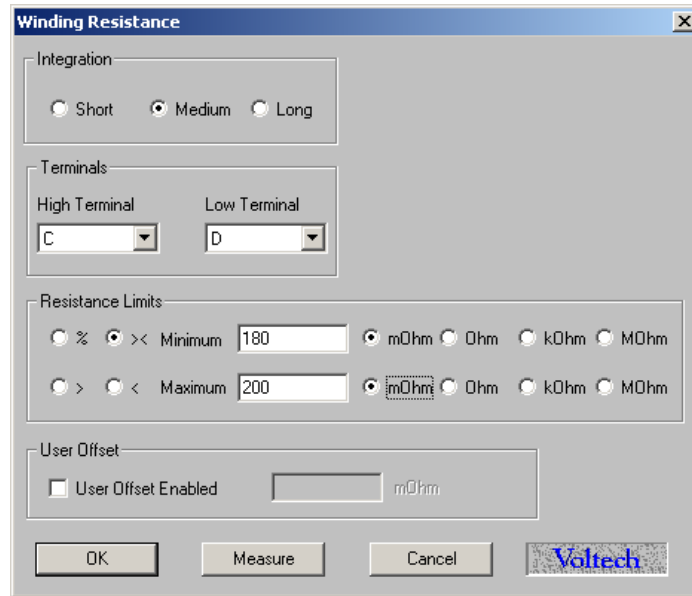 Winding Resistance
Integration
Short Medium Long
Terminals
High Terminal Low Terminal
C D
Resistance Limits
% >< Minimum 180 mOhm Ohm kOhm MOhm
> < Maximum 200 mOhm Ohm kOhm MOhm
User Offset
User Offset Enabled mOhm
OK Measure Cancel Voltech